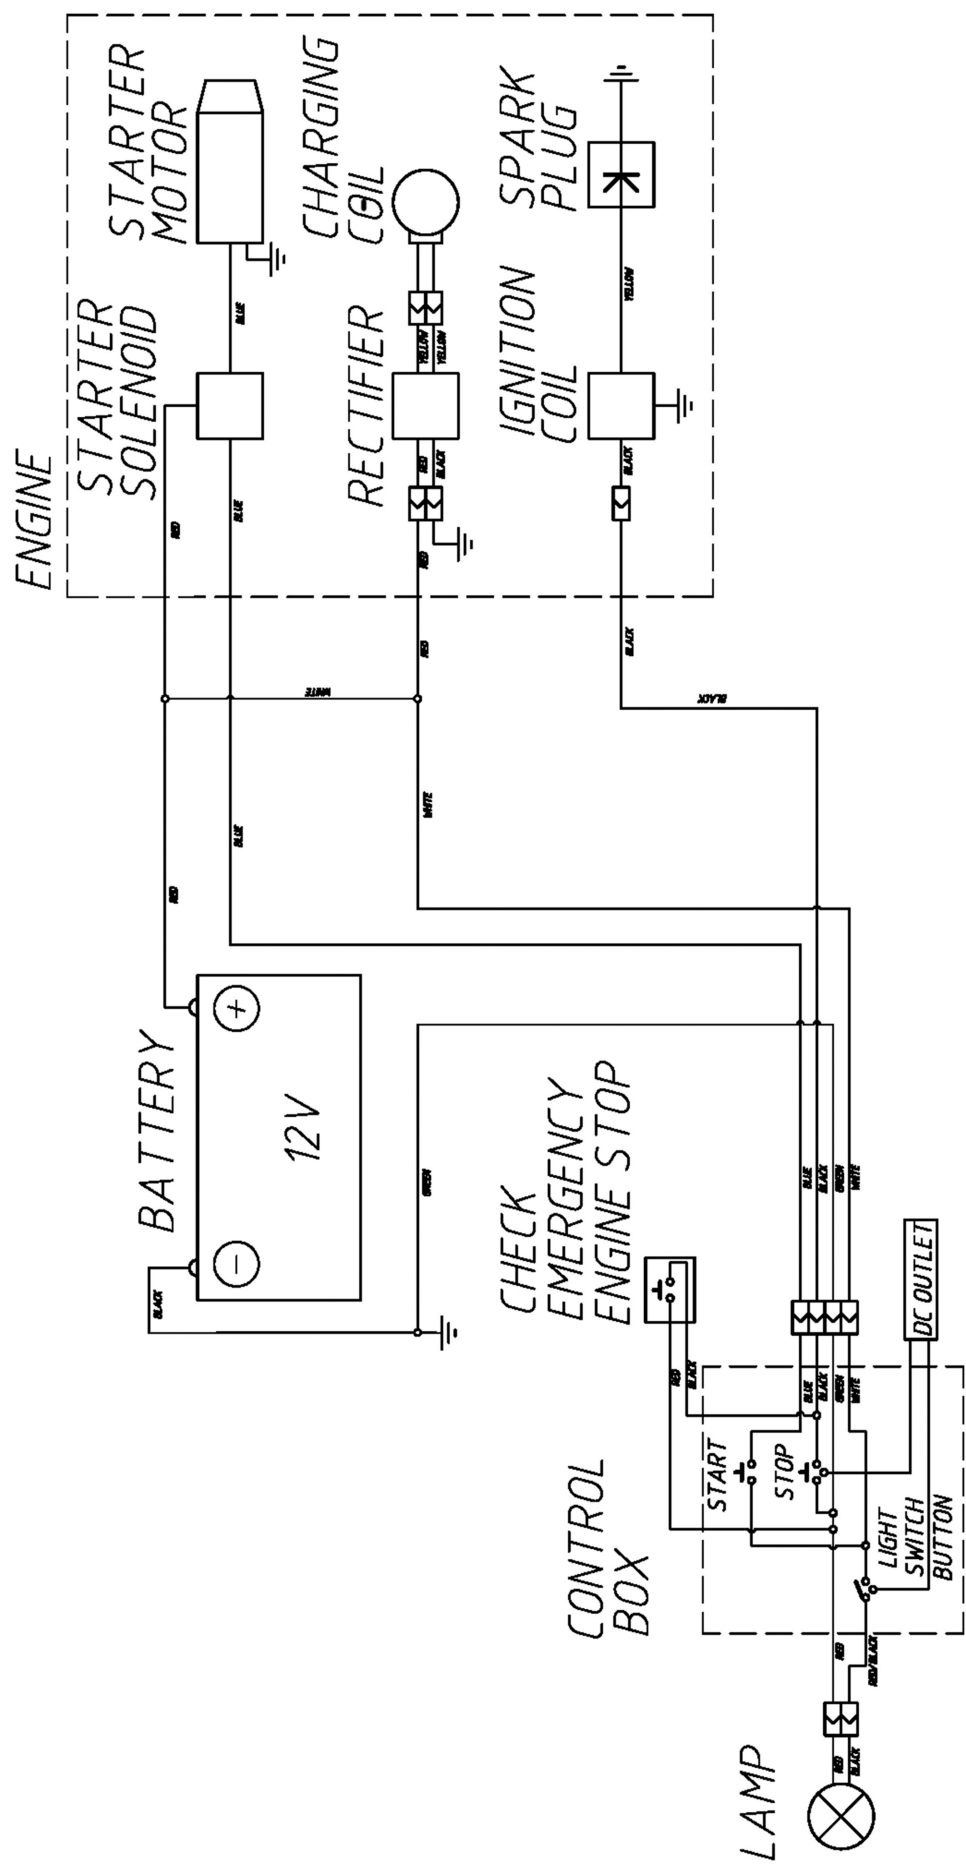 ENGINE
STARTER
MOTOR
STARTER
SOLENOID
BLUE
RED
BLUE
CHARGING
COIL
RECTIFIER
YELLOW
YELLOW
RED
BLACK
RED
SPARK
PLUG
YELLOW
IGNITION
COIL
BLACK
RED
BLACK
WHITE
BLACK
WHITE
BLUE
RED
BATTERY
12V
+
−
BLACK
GREEN
CHECK
EMERGENCY
ENGINE STOP
BLUE
BLACK
GREEN
WHITE
DC OUTLET
RED
BLACK
BLUE
BLACK
GREEN
WHITE
CONTROL
BOX
START
STOP
LIGHT
SWITCH
BUTTON
RED
RED/BLACK
RED
BLACK
LAMP